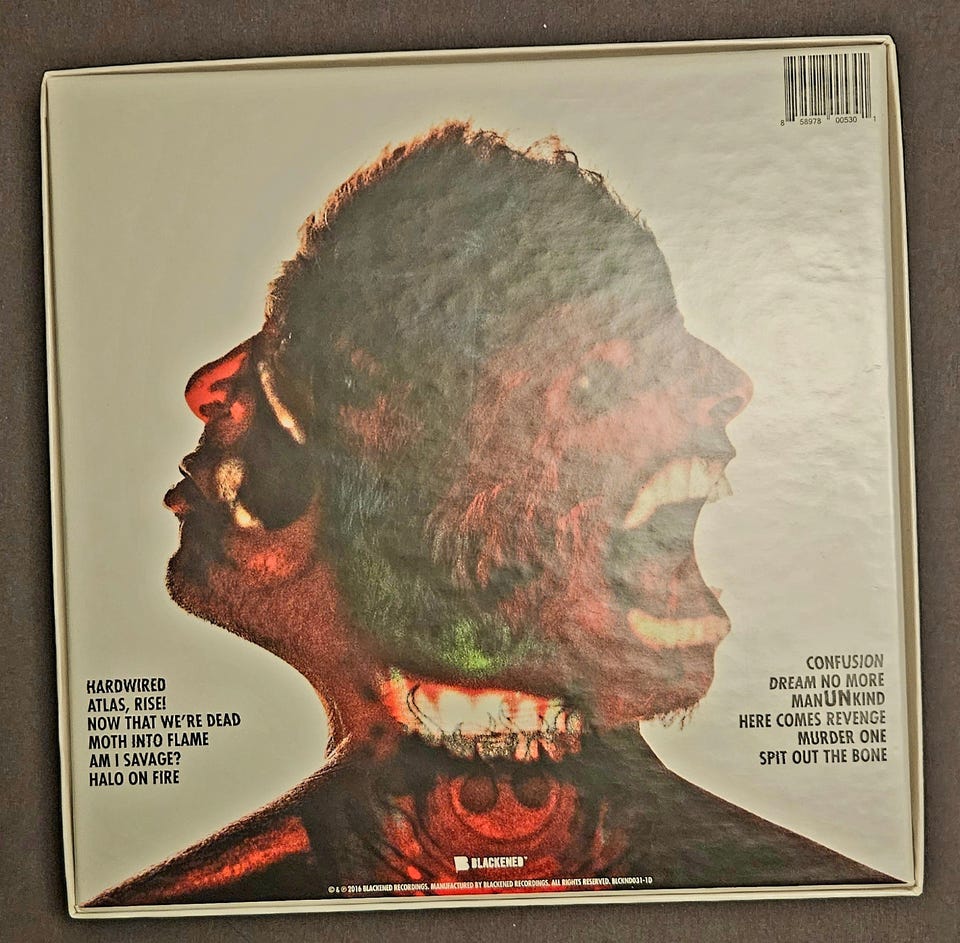 8 58978 00530 1
HARDWIRED
ATLAS, RISE!
NOW THAT WE'RE DEAD
MOTH INTO FLAME
AM I SAVAGE?
HALO ON FIRE
CONFUSION
DREAM NO MORE
MANUNKIND
HERE COMES REVENGE
MURDER ONE
SPIT OUT THE BONE
B BLACKENED
© & ℗ 2016 BLACKENED RECORDINGS. MANUFACTURED BY BLACKENED RECORDINGS. ALL RIGHTS RESERVED. BLCKND031-1D